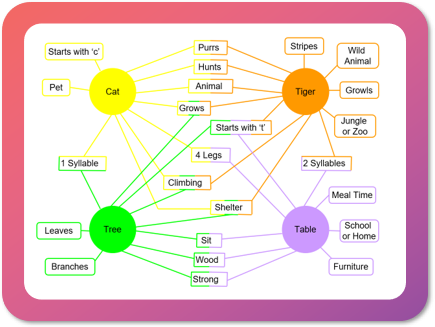 Starts with 'c'
Purrs
Stripes
Wild
Animal
Hunts
Pet
Cat
Animal
Tiger
Growls
Grows
Starts with 't'
Jungle
or Zoo
1 Syllable
4 Legs
2 Syllables
Climbing
Meal Time
Shelter
Leaves
Tree
Table
School
or Home
Sit
Wood
Branches
Furniture
Strong